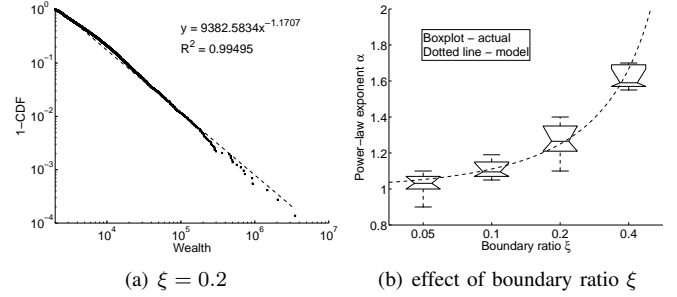 10^0
10^-1
10^-2
10^-3
10^-4
1−CDF
y = 9382.5834x^-1.1707
R^2 = 0.99495
10^4
10^5
10^6
10^7
Wealth
(a) ξ = 0.2
2
1.8
1.6
1.4
1.2
1
0.8
Power−law exponent α
Boxplot − actual
Dotted line − model
0.05
0.1
0.2
0.4
Boundary ratio ξ
(b) effect of boundary ratio ξ